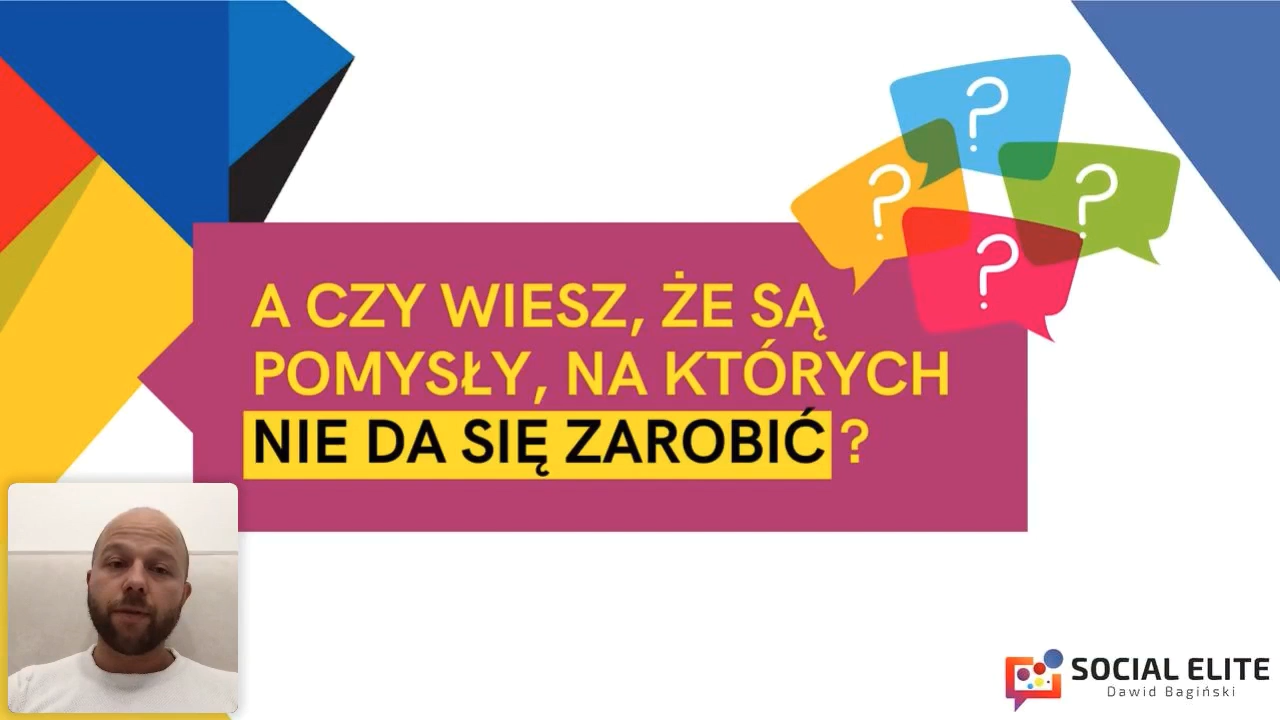 A CZY WIESZ, ŻE SĄ
POMYSŁY, NA KTÓRYCH
NIE DA SIĘ ZAROBIĆ ?
?
?
?
?
SOCIAL ELITE
Dawid Bagiński